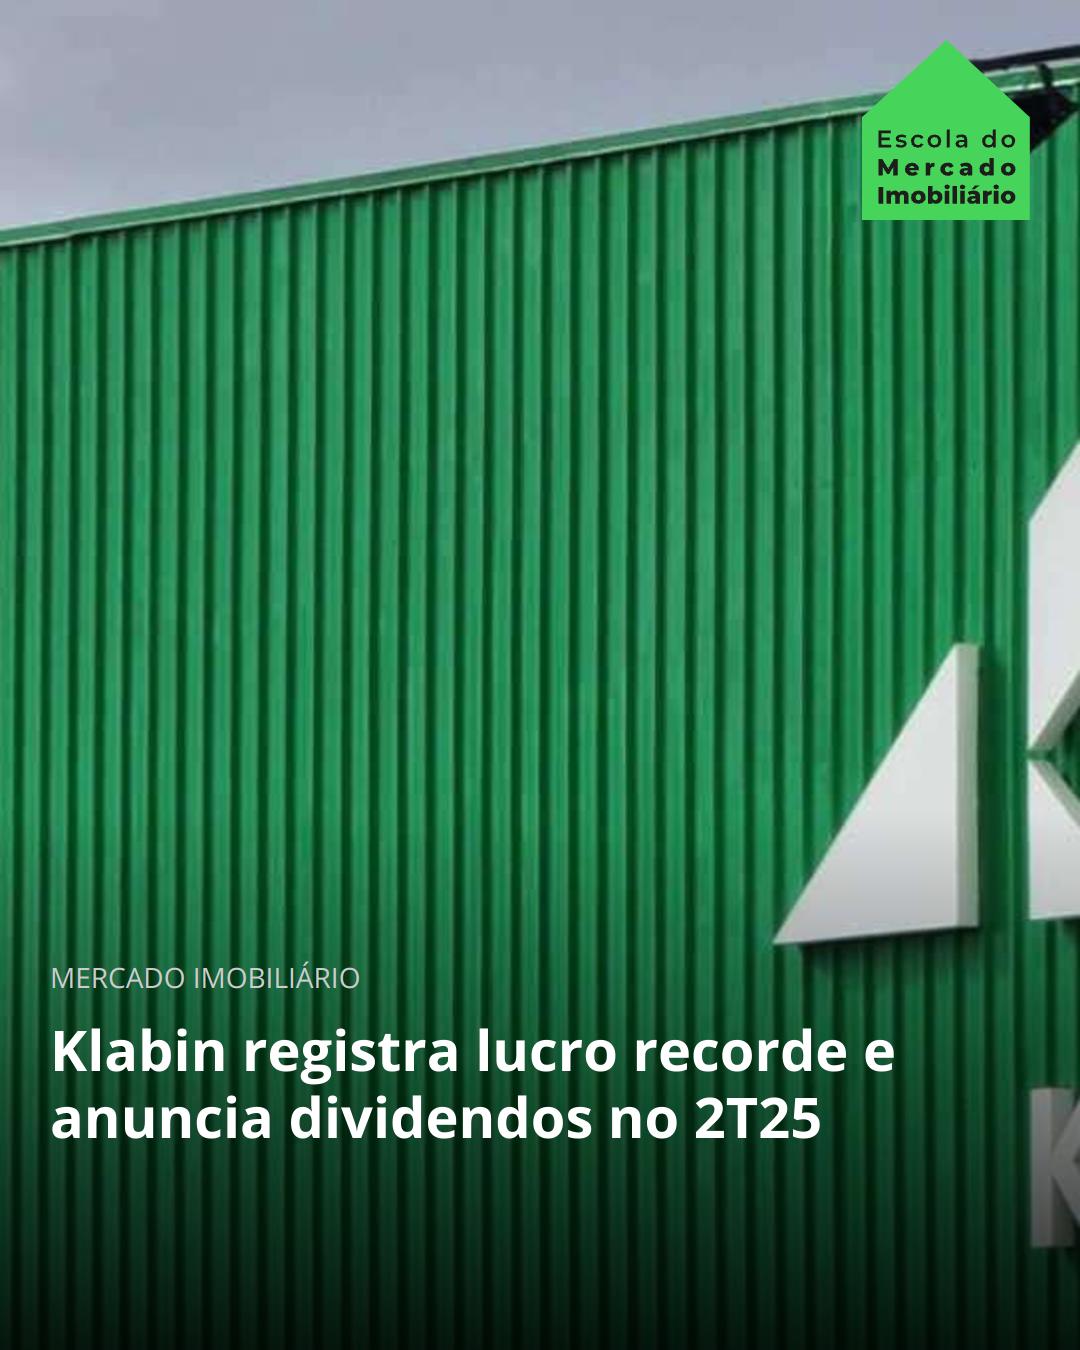 Escola do
Mercado
Imobiliário
MERCADO IMOBILIÁRIO
Klabin registra lucro recorde e
anuncia dividendos no 2T25
K